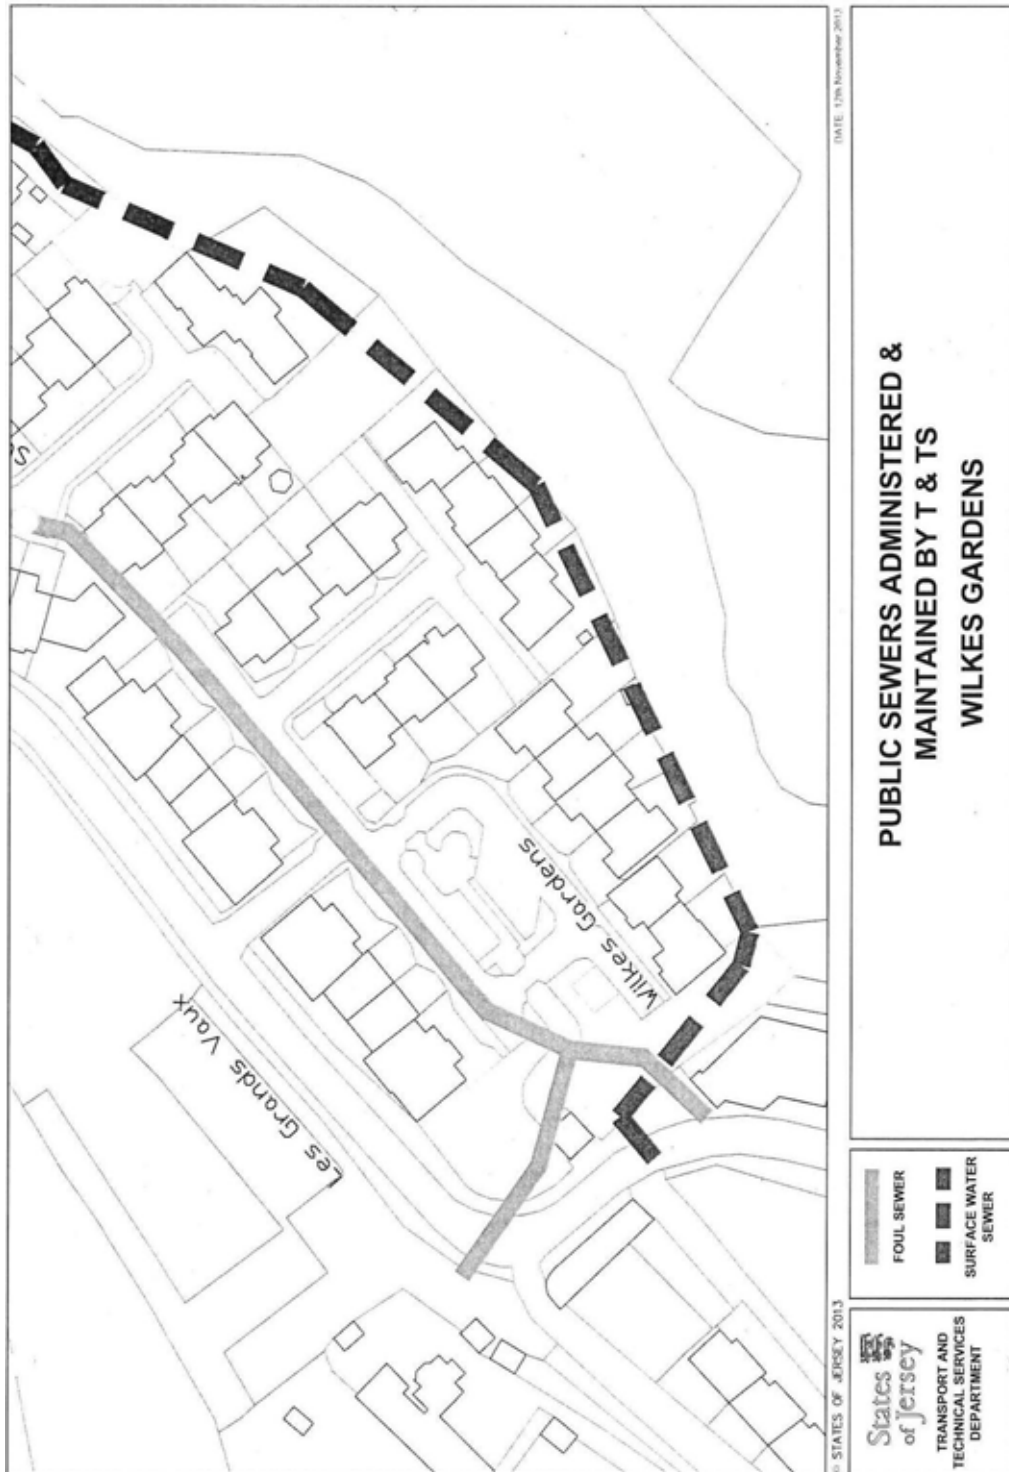 PUBLIC SEWERS ADMINISTERED &
MAINTAINED BY T & TS
WILKES GARDENS
DATE: 12th November 2013
Wilkes Gardens
Les Grands Vaux
FOUL SEWER
SURFACE WATER
SEWER
© STATES OF JERSEY 2013
States
of Jersey
TRANSPORT AND
TECHNICAL SERVICES
DEPARTMENT